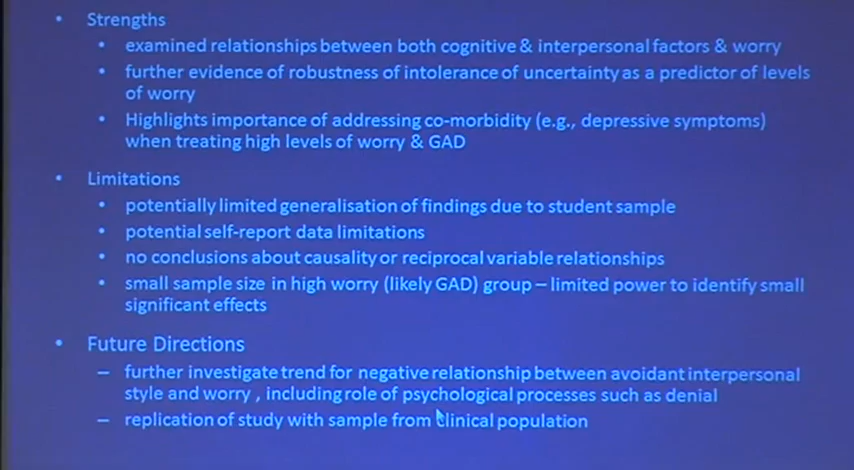 • Strengths
• examined relationships between both cognitive & interpersonal factors & worry
• further evidence of robustness of intolerance of uncertainty as a predictor of levels
of worry
• Highlights importance of addressing co-morbidity (e.g., depressive symptoms)
when treating high levels of worry & GAD
• Limitations
• potentially limited generalisation of findings due to student sample
• potential self-report data limitations
• no conclusions about causality or reciprocal variable relationships
• small sample size in high worry (likely GAD) group – limited power to identify small
significant effects
• Future Directions
– further investigate trend for negative relationship between avoidant interpersonal
style and worry , including role of psychological processes such as denial
– replication of study with sample from clinical population